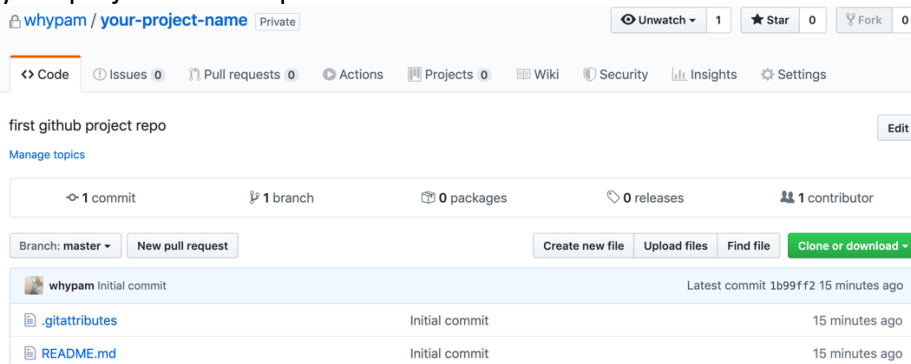 whypam / your-project-name Private Unwatch 1 Star 0 Fork 0
Code Issues 0 Pull requests 0 Actions Projects 0 Wiki Security Insights Settings
first github project repo Edit
Manage topics
1 commit 1 branch 0 packages 0 releases 1 contributor
Branch: master New pull request Create new file Upload files Find file Clone or download
whypam Initial commit Latest commit 1b99ff2 15 minutes ago
.gitattributes Initial commit 15 minutes ago
README.md Initial commit 15 minutes ago